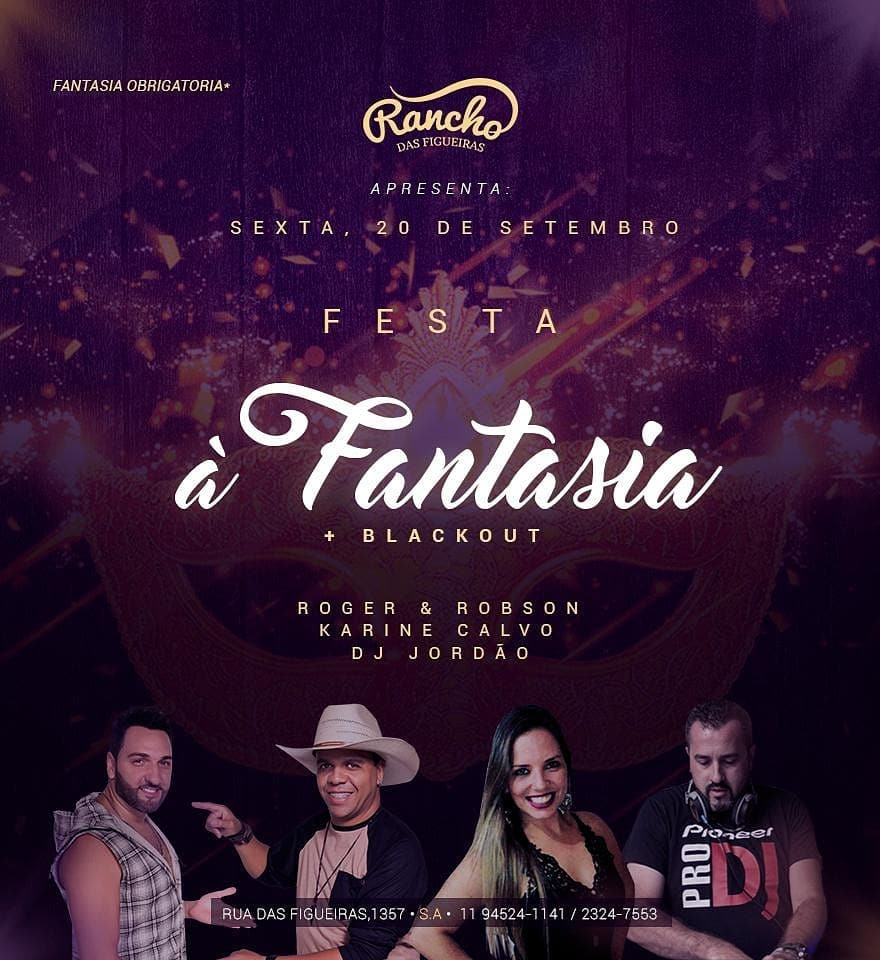 FANTASIA OBRIGATORIA*
Rancho
DAS FIGUEIRAS
APRESENTA:
SEXTA, 20 DE SETEMBRO
FESTA
à Fantasia
+ BLACKOUT
ROGER & ROBSON
KARINE CALVO
DJ JORDÃO
Pioneer
PRO DJ
RUA DAS FIGUEIRAS,1357 • S.A • 11 94524-1141 / 2324-7553